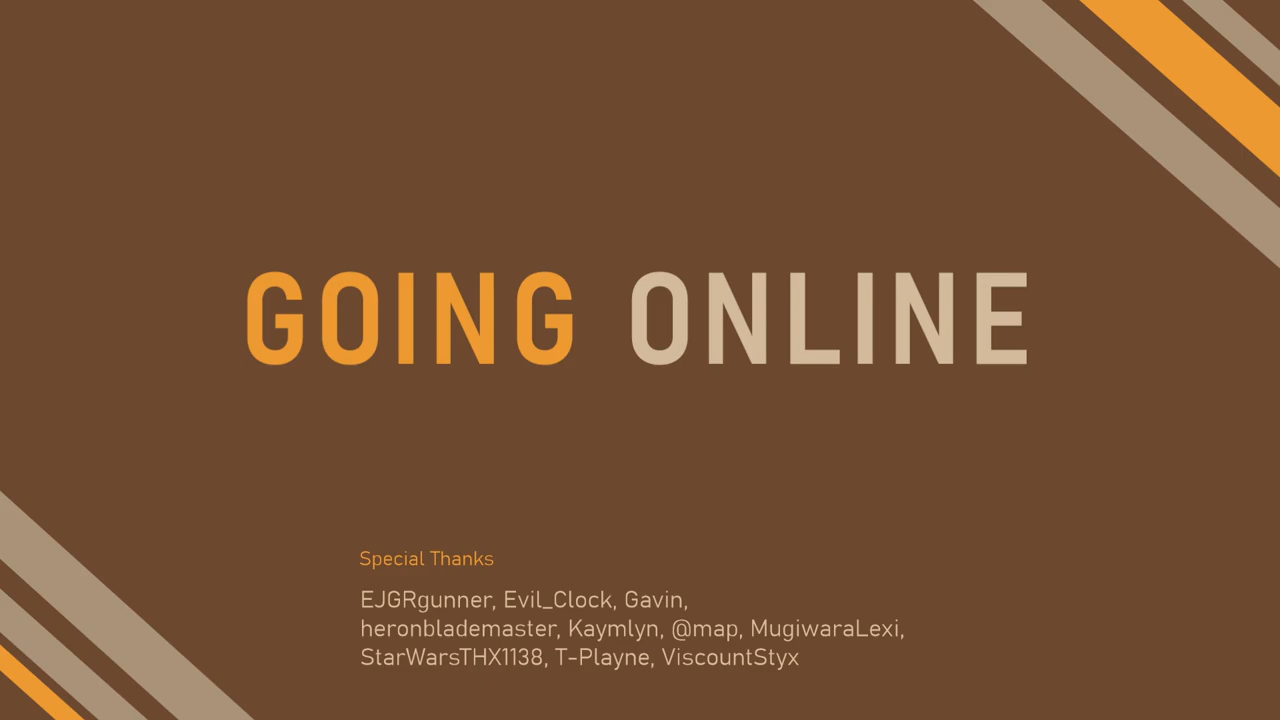 GOING ONLINE
Special Thanks
EJGRgunner, Evil_Clock, Gavin,
heronblademaster, Kaymlyn, @map, MugiwaraLexi,
StarWarsTHX1138, T-Playne, ViscountStyx